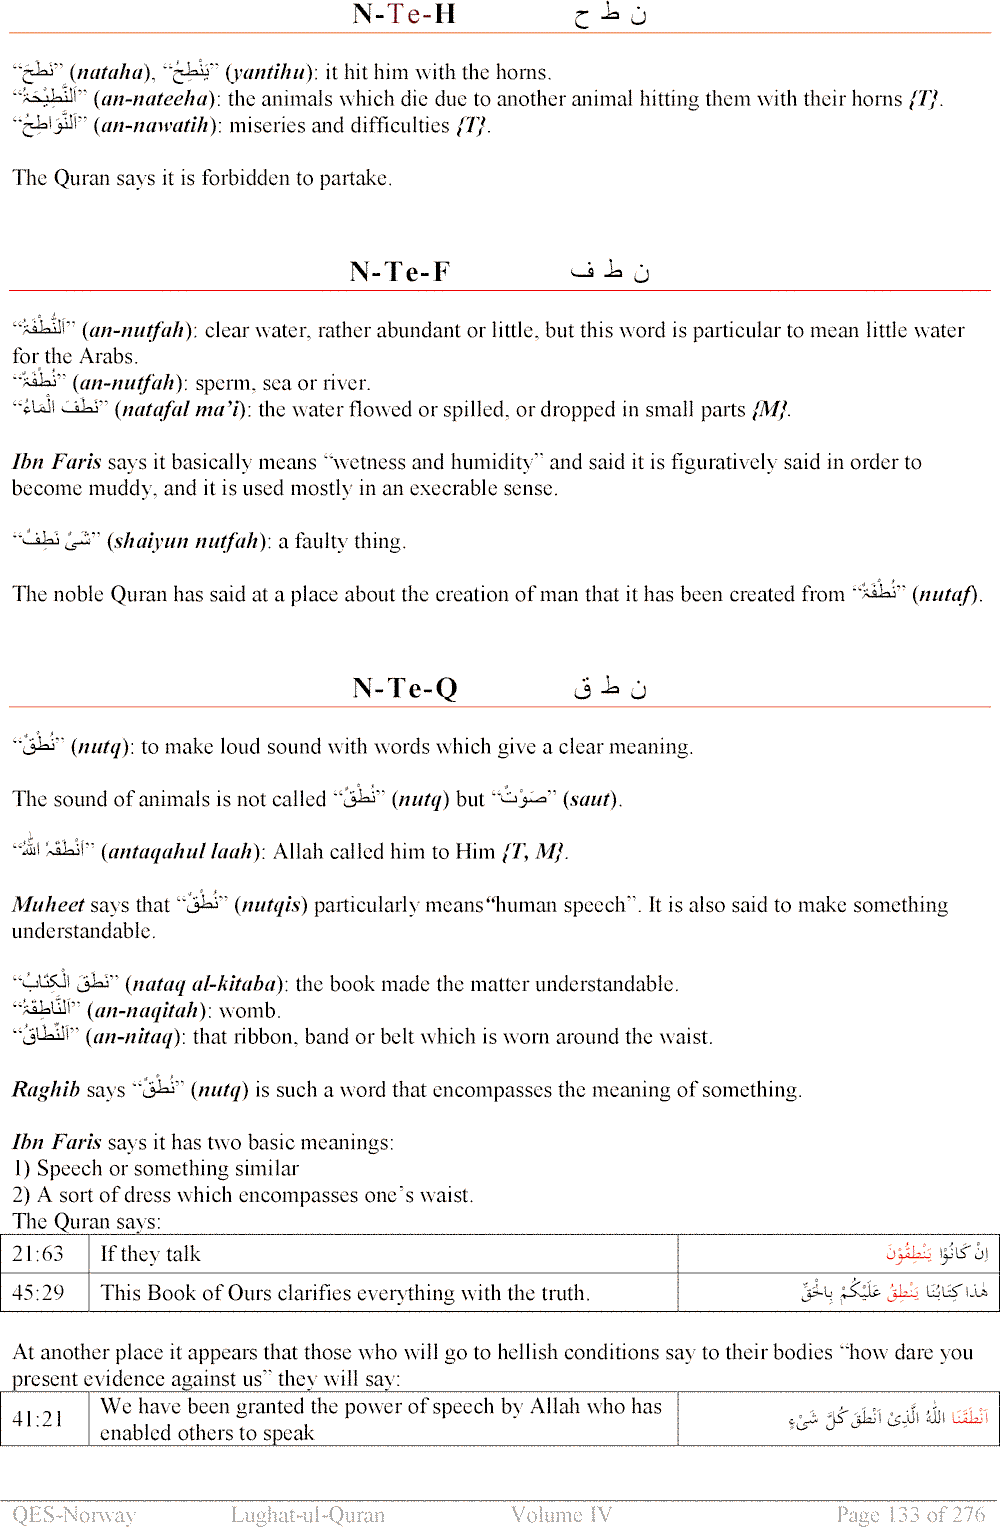 N-Te-H ن ط ح
“نَطَحَ” (nataha), “يَنْطِحُ” (yantihu): it hit him with the horns.
“اَلنَّطِيْحَۃُ” (an-nateeha): the animals which die due to another animal hitting them with their horns {T}.
“اَلنَّوَاطِحُ” (an-nawatih): miseries and difficulties {T}.
The Quran says it is forbidden to partake.
N-Te-F ن ط ف
“اَلنُّطْفَۃُ” (an-nutfah): clear water, rather abundant or little, but this word is particular to mean little water
for the Arabs.
“نُطْفَۃٌ” (an-nutfah): sperm, sea or river.
“نَطَفَ الْمَاءُ” (natafal ma’i): the water flowed or spilled, or dropped in small parts {M}.
Ibn Faris says it basically means “wetness and humidity” and said it is figuratively said in order to
become muddy, and it is used mostly in an execrable sense.
“شَیْ نَطِفٌ” (shaiyun nutfah): a faulty thing.
The noble Quran has said at a place about the creation of man that it has been created from “نُطْفَۃٌ” (nutaf).
N-Te-Q ن ط ق
“نُطْقٌ” (nutq): to make loud sound with words which give a clear meaning.
The sound of animals is not called “نُطْقٌ” (nutq) but “صَوْتٌ” (saut).
“اَنْطَقَہُ اللہُ” (antaqahul laah): Allah called him to Him {T, M}.
Muheet says that “نُطْقٌ” (nutqis) particularly means“human speech”. It is also said to make something
understandable.
“نَطَقَ الْكِتَابُ” (nataq al-kitaba): the book made the matter understandable.
“اَلنَّاطِقَۃُ” (an-naqitah): womb.
“اَلنِّطَاقُ” (an-nitaq): that ribbon, band or belt which is worn around the waist.
Raghib says “نُطْقٌ” (nutq) is such a word that encompasses the meaning of something.
Ibn Faris says it has two basic meanings:
1) Speech or something similar
2) A sort of dress which encompasses one’s waist.
The Quran says:
21:63 If they talk اِنْ كَانُوْا يَنْطِقُوْنَ
45:29 This Book of Ours clarifies everything with the truth. هٰذا كِتَابُنَا يَنْطِقُ عَلَيْكُمْ بِالْحَقِّ
At another place it appears that those who will go to hellish conditions say to their bodies “how dare you
present evidence against us” they will say:
41:21 We have been granted the power of speech by Allah who has
enabled others to speak اَنْطَقَنَا اللّٰهُ الَّذِىْ اَنْطَقَ كُلَّ شَىْءٍ
QES-Norway Lughat-ul-Quran Volume IV Page 133 of 276